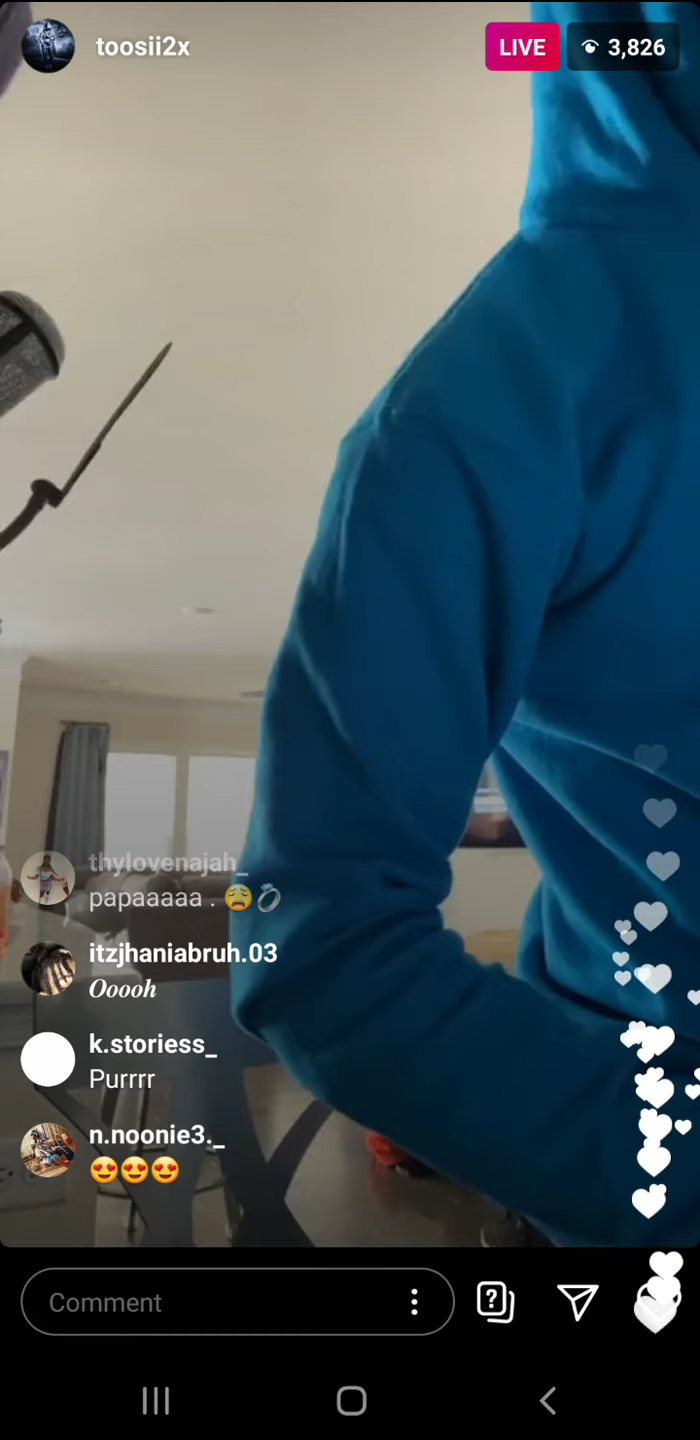 toosii2x
LIVE
3,826
thylovenajah_
papaaaaa . 😩💍
itzjhaniabruh.03
Ooooh
k.storiess_
Purrrr
n.noonie3._
😍😍😍
Comment